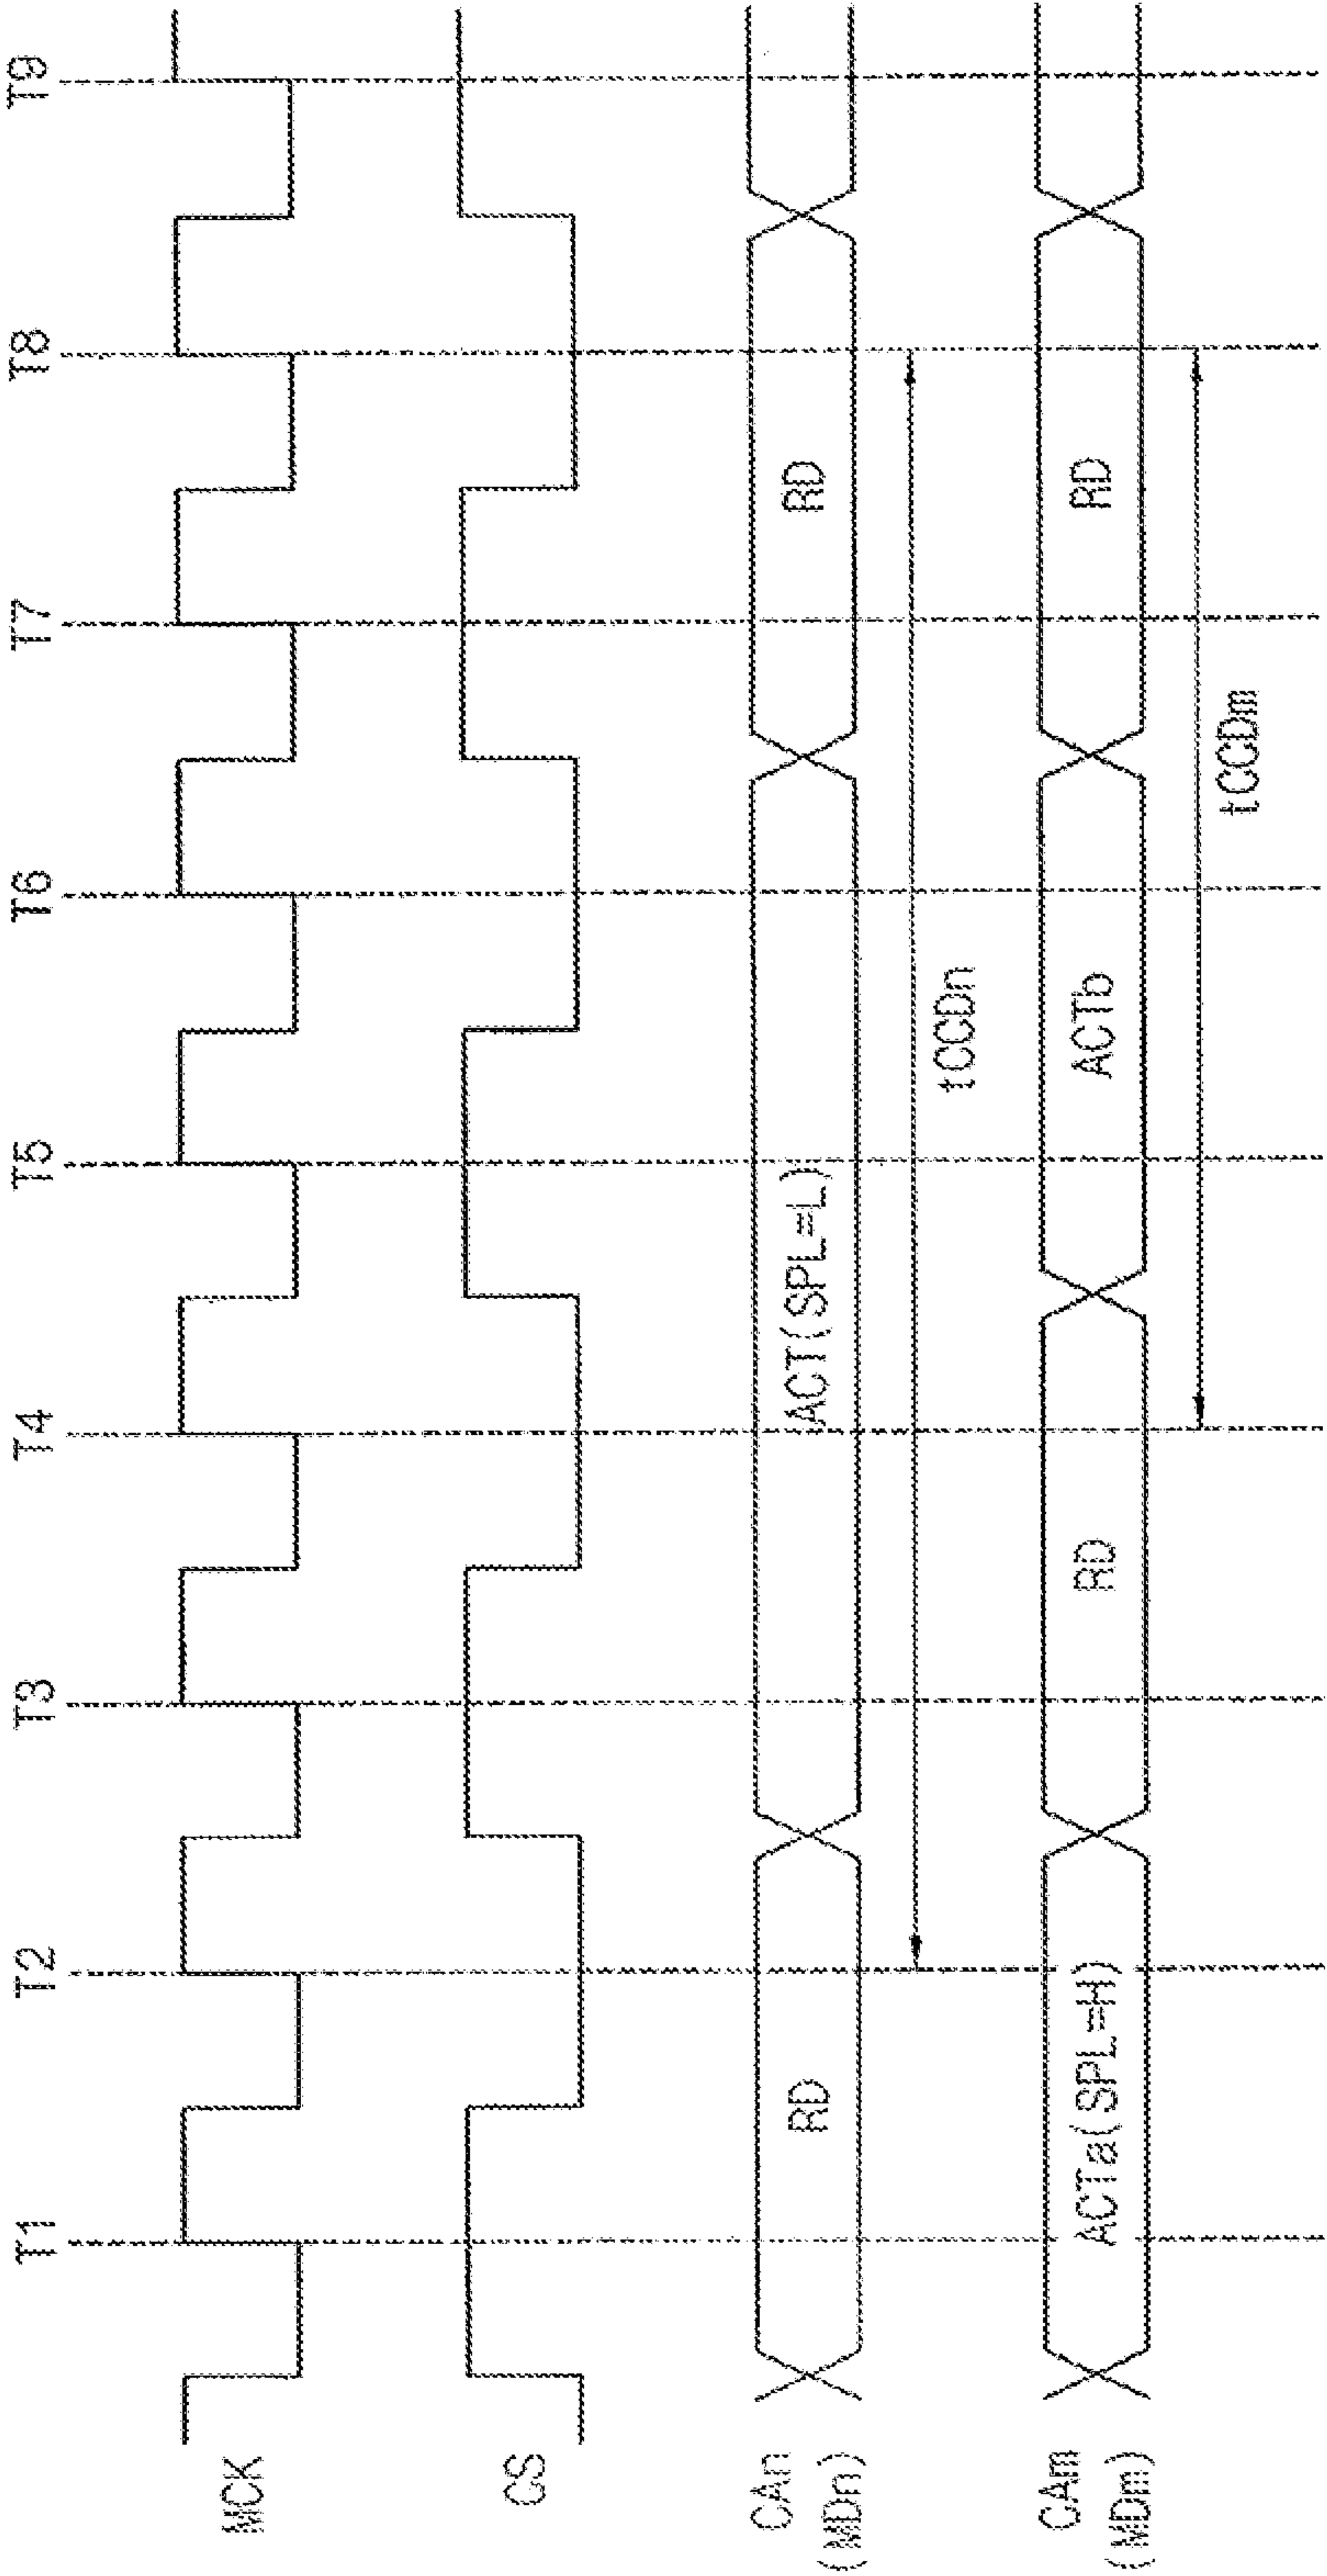 T1 T2 T3 T4 T5 T6 T7 T8 T9
MCK
CS
CAn
(MDn)
RD ACT(SPL=L) RD
tCCDn
CAm
(MDm)
ACTa(SPL=H) RD ACTb RD
tCCDm